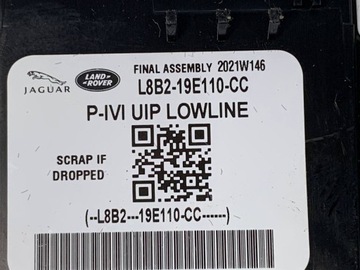 JAGUAR LAND ROVER FINAL ASSEMBLY 2021W146
L8B2-19E110-CC
P-IVI UIP LOWLINE
SCRAP IF
DROPPED
(--L8B2---19E110-CC------)